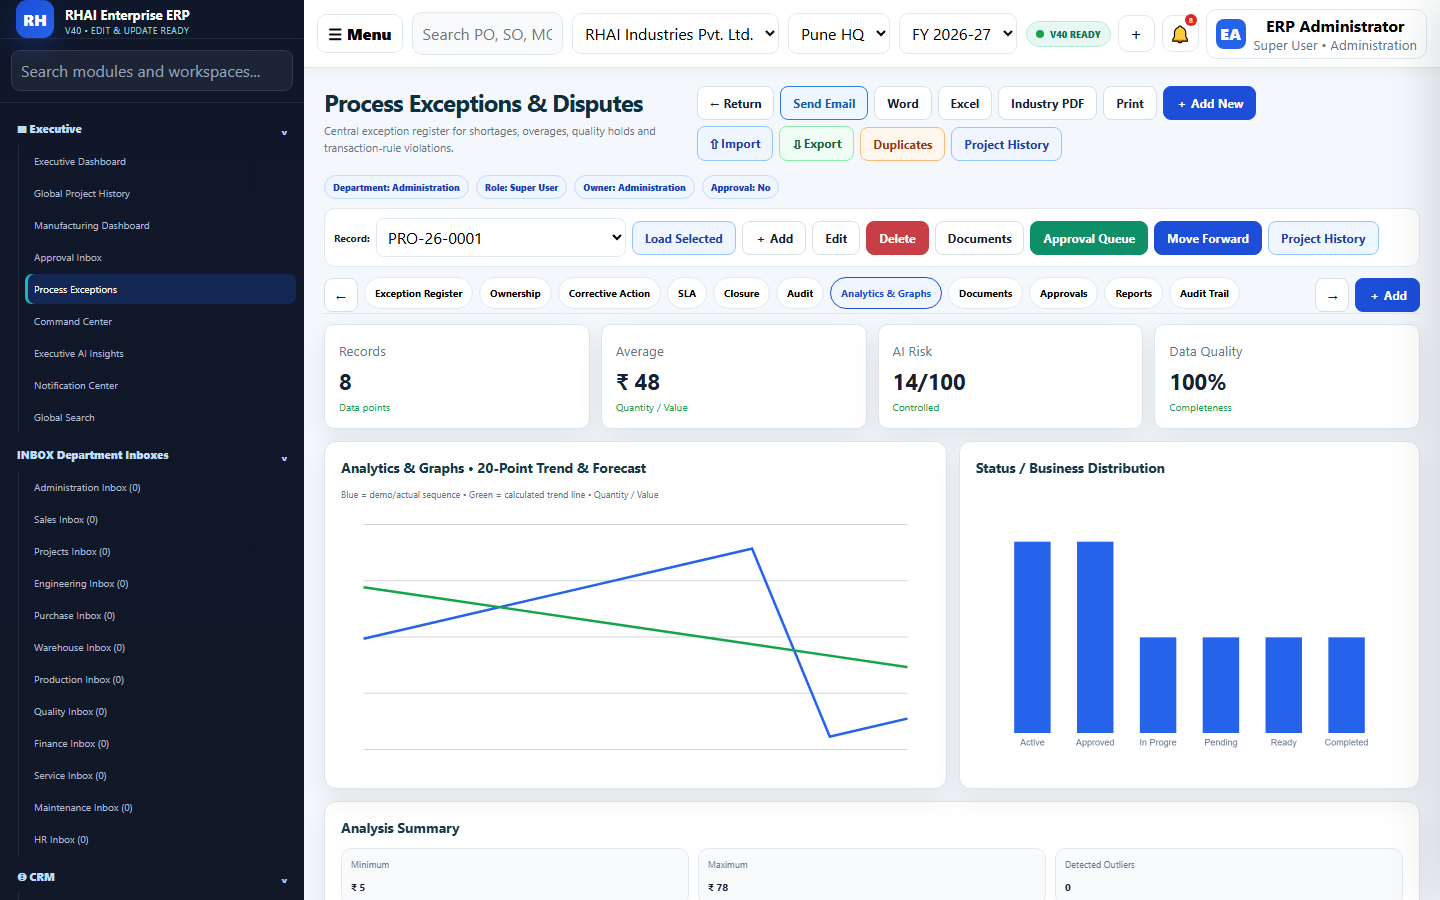 RH
RHAI Enterprise ERP
V40 • EDIT & UPDATE READY
Search modules and workspaces...
Executive
Executive Dashboard
Global Project History
Manufacturing Dashboard
Approval Inbox
Process Exceptions
Command Center
Executive AI Insights
Notification Center
Global Search
INBOX Department Inboxes
Administration Inbox (0)
Sales Inbox (0)
Projects Inbox (0)
Engineering Inbox (0)
Purchase Inbox (0)
Warehouse Inbox (0)
Production Inbox (0)
Quality Inbox (0)
Finance Inbox (0)
Service Inbox (0)
Maintenance Inbox (0)
HR Inbox (0)
CRM
☰ Menu
Search PO, SO, MC
RHAI Industries Pvt. Ltd.
Pune HQ
FY 2026-27
V40 READY
+
8
EA
ERP Administrator
Super User • Administration
Process Exceptions & Disputes
Central exception register for shortages, overages, quality holds and
transaction-rule violations.
← Return
Send Email
Word
Excel
Industry PDF
Print
+ Add New
⇧ Import
⇩ Export
Duplicates
Project History
Department: Administration
Role: Super User
Owner: Administration
Approval: No
Record:
PRO-26-0001
Load Selected
+ Add
Edit
Delete
Documents
Approval Queue
Move Forward
Project History
←
Exception Register
Ownership
Corrective Action
SLA
Closure
Audit
Analytics & Graphs
Documents
Approvals
Reports
Audit Trail
→
+ Add
Records
8
Data points
Average
₹ 48
Quantity / Value
AI Risk
14/100
Controlled
Data Quality
100%
Completeness
Analytics & Graphs • 20-Point Trend & Forecast
Blue = demo/actual sequence • Green = calculated trend line • Quantity / Value
Status / Business Distribution
Active
Approved
In Progre
Pending
Ready
Completed
Analysis Summary
Minimum
₹ 5
Maximum
₹ 78
Detected Outliers
0